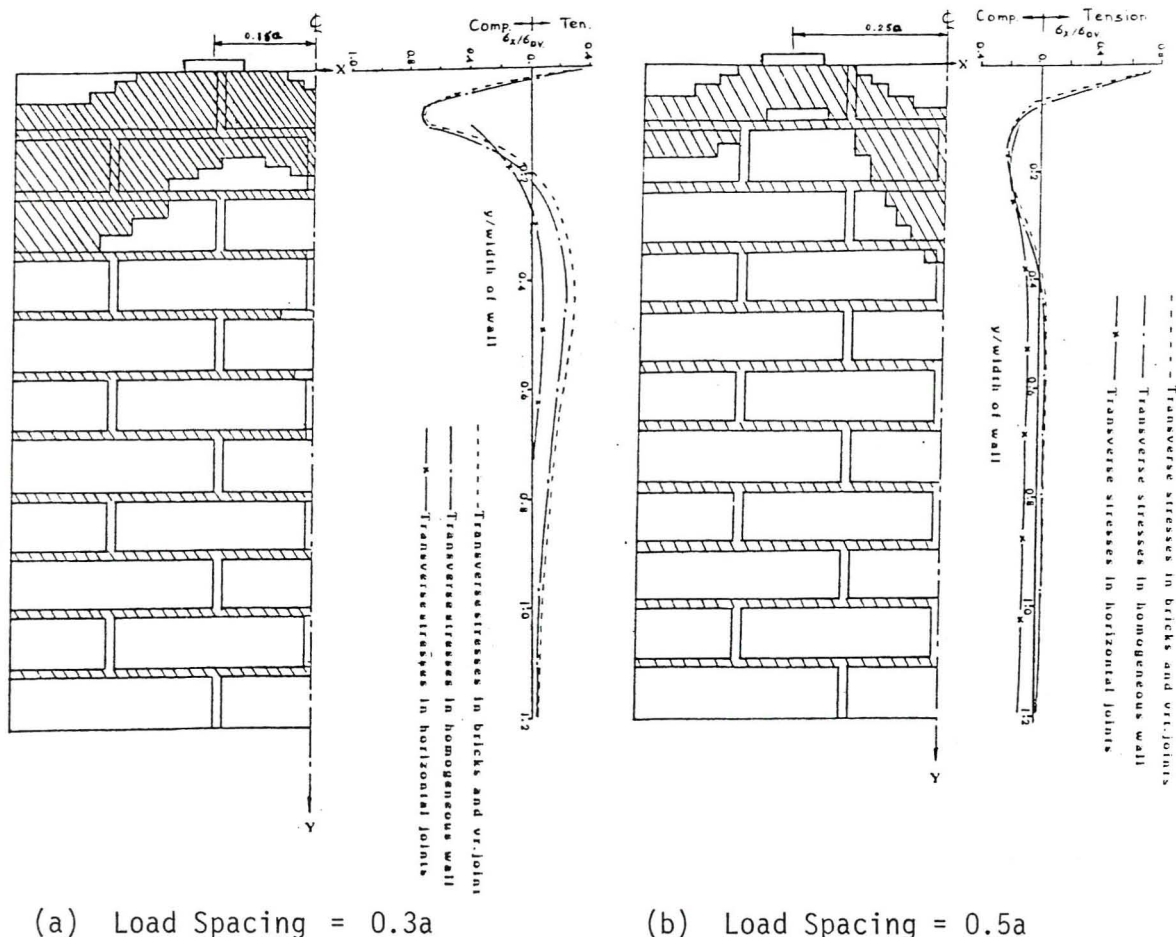 ℄
0.15a
X
Comp. Ten.
σx/σav.
1.0
0.8
0.4
0
0.4
0.2
0.4
0.6
0.8
1.0
1.2
y/width of wall
Transverse stresses in horizontal joints
Transverse stresses in homogeneous wall
Transverse stresses in bricks and vr.joint
Y
(a) Load Spacing = 0.3a
℄
0.25a
X
Comp. Tension
σx/σav.
0.4
0
0.4
0.8
0.2
0.4
0.6
0.8
1.0
1.2
y/width of wall
Transverse stresses in horizontal joints
Transverse stresses in homogeneous wall
Transverse stresses in bricks and vr.joints
Y
(b) Load Spacing = 0.5a